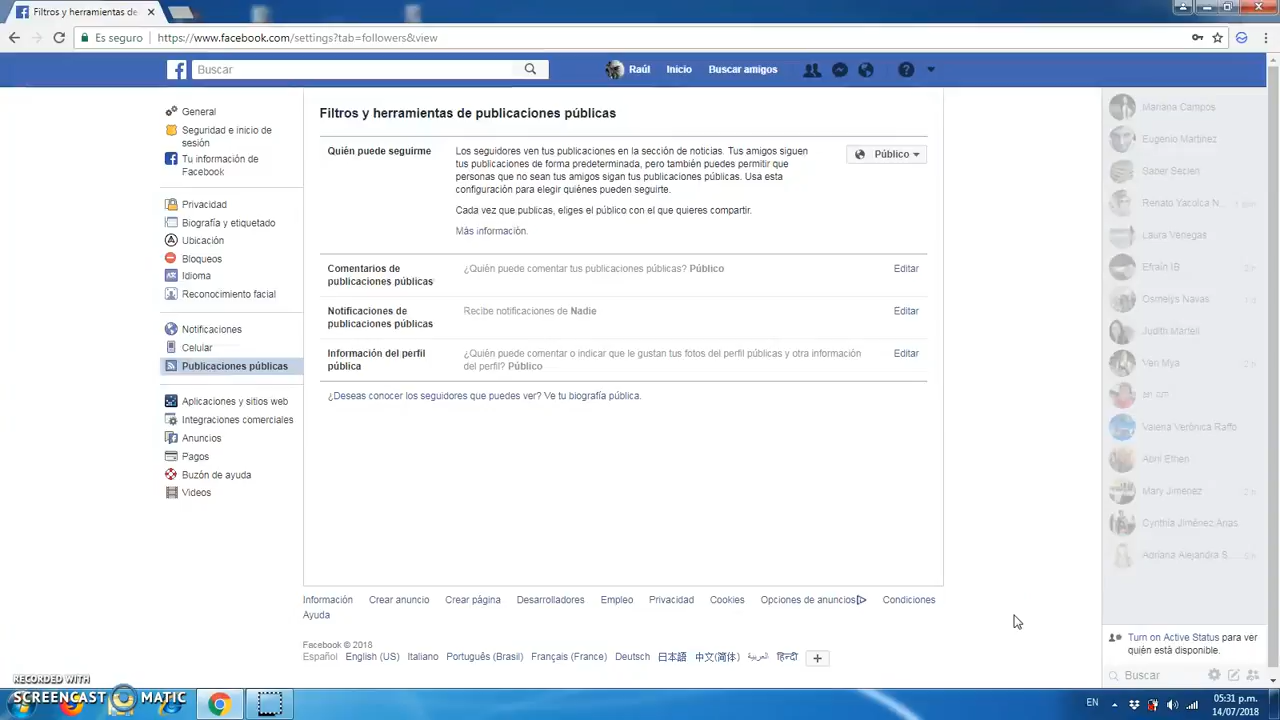 Filtros y herramientas de
Es seguro
https://www.facebook.com/settings?tab=followers&view
Buscar
Raúl
Inicio
Buscar amigos
General
Seguridad e inicio de
sesión
Tu información de
Facebook
Privacidad
Biografía y etiquetado
Ubicación
Bloqueos
Idioma
Reconocimiento facial
Notificaciones
Celular
Publicaciones públicas
Aplicaciones y sitios web
Integraciones comerciales
Anuncios
Pagos
Buzón de ayuda
Videos
Filtros y herramientas de publicaciones públicas
Quién puede seguirme
Los seguidores ven tus publicaciones en la sección de noticias. Tus amigos siguen
tus publicaciones de forma predeterminada, pero también puedes permitir que
personas que no sean tus amigos sigan tus publicaciones públicas. Usa esta
configuración para elegir quiénes pueden seguirte.
Cada vez que publicas, eliges el público con el que quieres compartir.
Más información.
Público
Comentarios de
publicaciones públicas
¿Quién puede comentar tus publicaciones públicas? Público
Editar
Notificaciones de
publicaciones públicas
Recibe notificaciones de Nadie
Editar
Información del perfil
pública
¿Quién puede comentar o indicar que le gustan tus fotos del perfil públicas y otra información
del perfil? Público
Editar
¿Deseas conocer los seguidores que puedes ver? Ve tu biografía pública.
Información Crear anuncio Crear página Desarrolladores Empleo Privacidad Cookies Opciones de anuncios Condiciones
Ayuda
Facebook © 2018
Español English (US) Italiano Português (Brasil) Français (France) Deutsch 日本語 中文(简体) العربية हिन्दी
Mariana Campos
Eugenio Martinez
Renato Yacolca N...
Laura Venegas
Efraín IB
Osmelys Navas
Judith Martell
Yeri Mya
Valeria Verónica Raffo
Mary Jimenez
Cynthia Jiménez Arias
Adriana Alejandra S...
Turn on Active Status para ver
quién está disponible.
Buscar
RECORDED WITH
SCREENCAST MATIC
EN
05:31 p.m.
14/07/2018